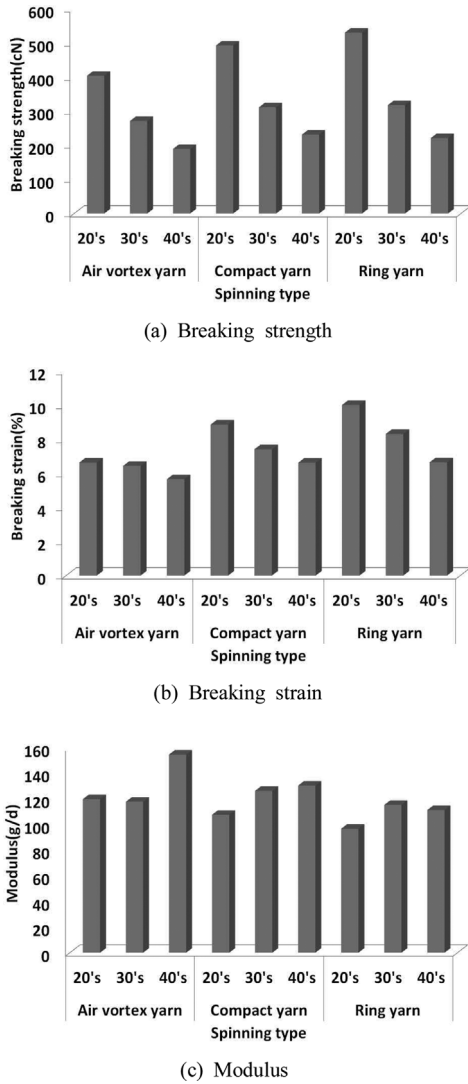 Breaking strength(cN)
600
500
400
300
200
100
0
20's 30's 40's 20's 30's 40's 20's 30's 40's
Air vortex yarn Compact yarn Ring yarn
Spinning type
(a) Breaking strength
Breaking strain(%)
12
10
8
6
4
2
0
20's 30's 40's 20's 30's 40's 20's 30's 40's
Air vortex yarn Compact yarn Ring yarn
Spinning type
(b) Breaking strain
Modulus(g/d)
160
140
120
100
80
60
40
20
0
20's 30's 40's 20's 30's 40's 20's 30's 40's
Air vortex yarn Compact yarn Ring yarn
Spinning type
(c) Modulus